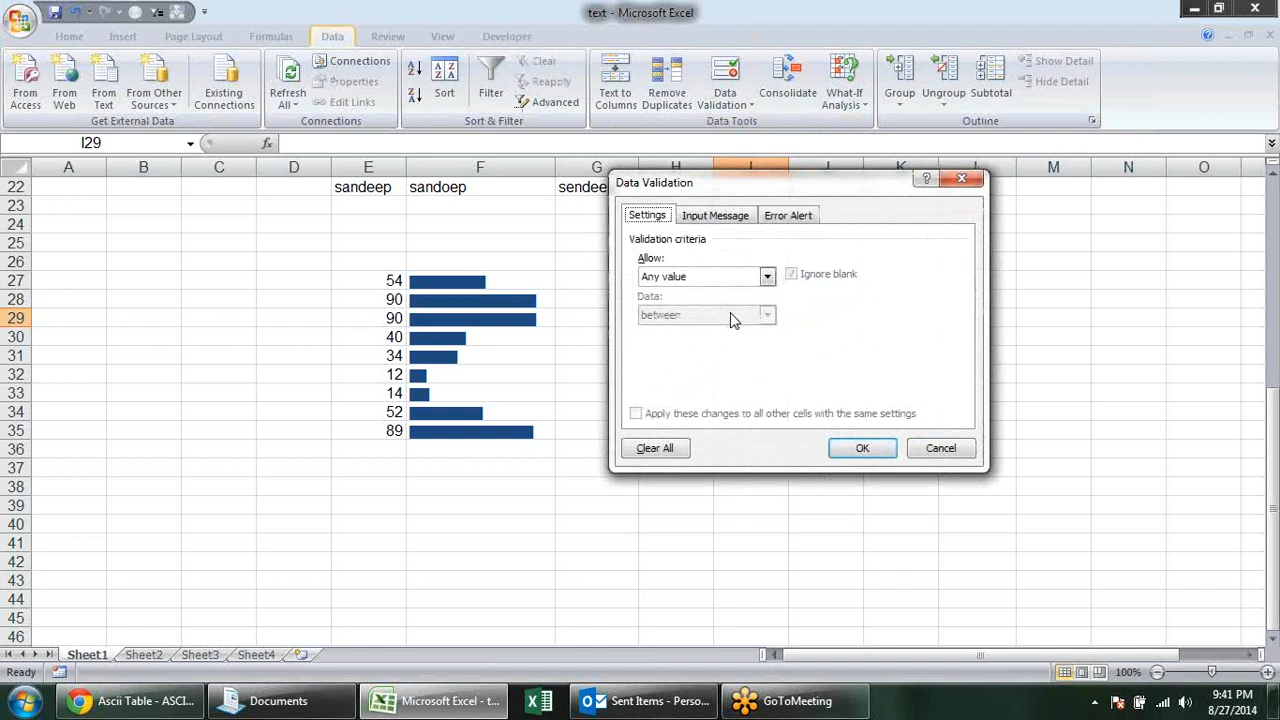 text - Microsoft Excel
Home Insert Page Layout Formulas Data Review View Developer
From Access
From Web
From Text
From Other Sources
Existing Connections
Get External Data
Refresh All
Connections
Properties
Edit Links
Connections
Sort
Filter
Clear
Reapply
Advanced
Sort & Filter
Text to Columns
Remove Duplicates
Data Validation
Consolidate
What-If Analysis
Data Tools
Group
Ungroup
Subtotal
Show Detail
Hide Detail
Outline
I29 fx
A B C D E F G H I J K L M N O
22 sandeep sandoep
23
24
25
26
27 54
28 90
29 90
30 40
31 34
32 12
33 14
34 52
35 89
36
37
38
39
40
41
42
43
44
45
46
Data Validation
Settings Input Message Error Alert
Validation criteria
Allow:
Any value Ignore blank
Data:
between
Apply these changes to all other cells with the same settings
Clear All OK Cancel
Sheet1 Sheet2 Sheet3 Sheet4
Ready 100%
Ascii Table - ASCI... Documents Microsoft Excel - t... Sent Items - Perso... GoToMeeting
9:41 PM
8/27/2014